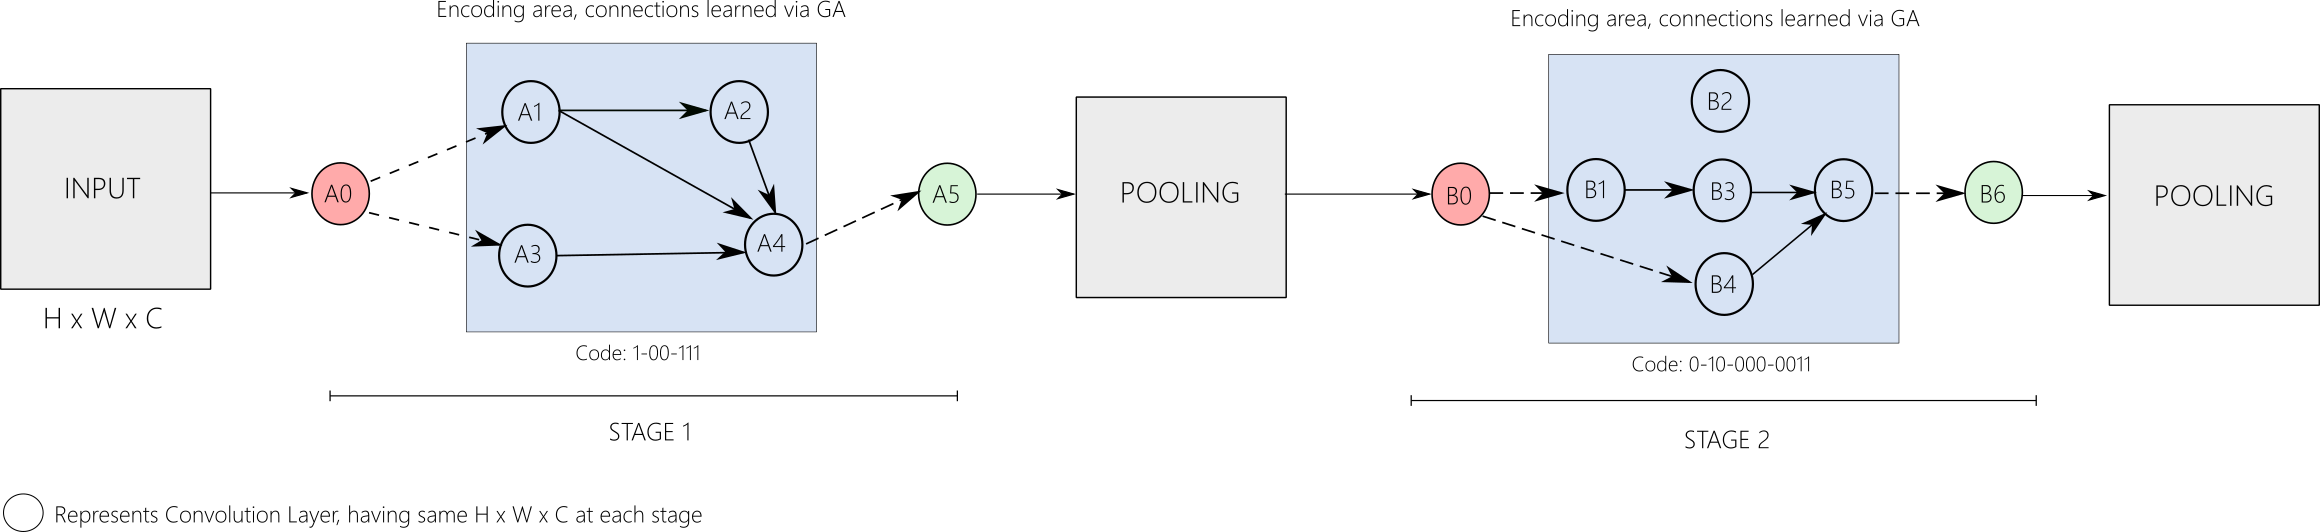 Encoding area, connections learned via GA
Encoding area, connections learned via GA
INPUT
H x W x C
A0
A1
A2
A3
A4
A5
Code: 1-00-111
STAGE 1
POOLING
B0
B2
B1
B3
B5
B4
B6
Code: 0-10-000-0011
STAGE 2
POOLING
Represents Convolution Layer, having same H x W x C at each stage